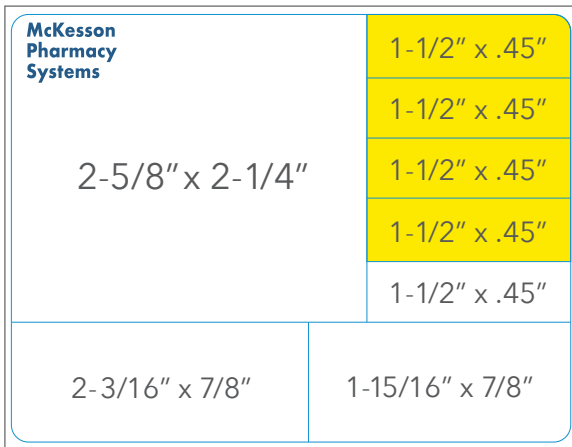 McKesson
Pharmacy
Systems
2-5/8” x 2-1/4”
1-1/2” x .45”
1-1/2” x .45”
1-1/2” x .45”
1-1/2” x .45”
1-1/2” x .45”
2-3/16” x 7/8”
1-15/16” x 7/8”